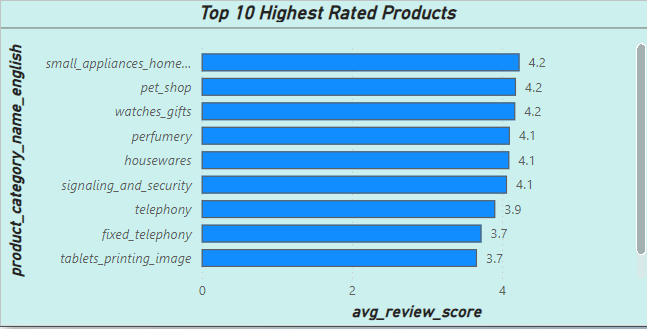 Top 10 Highest Rated Products
product_category_name_english
small_appliances_home... 4.2
pet_shop 4.2
watches_gifts 4.2
perfumery 4.1
housewares 4.1
signaling_and_security 4.1
telephony 3.9
fixed_telephony 3.7
tablets_printing_image 3.7
0 2 4
avg_review_score